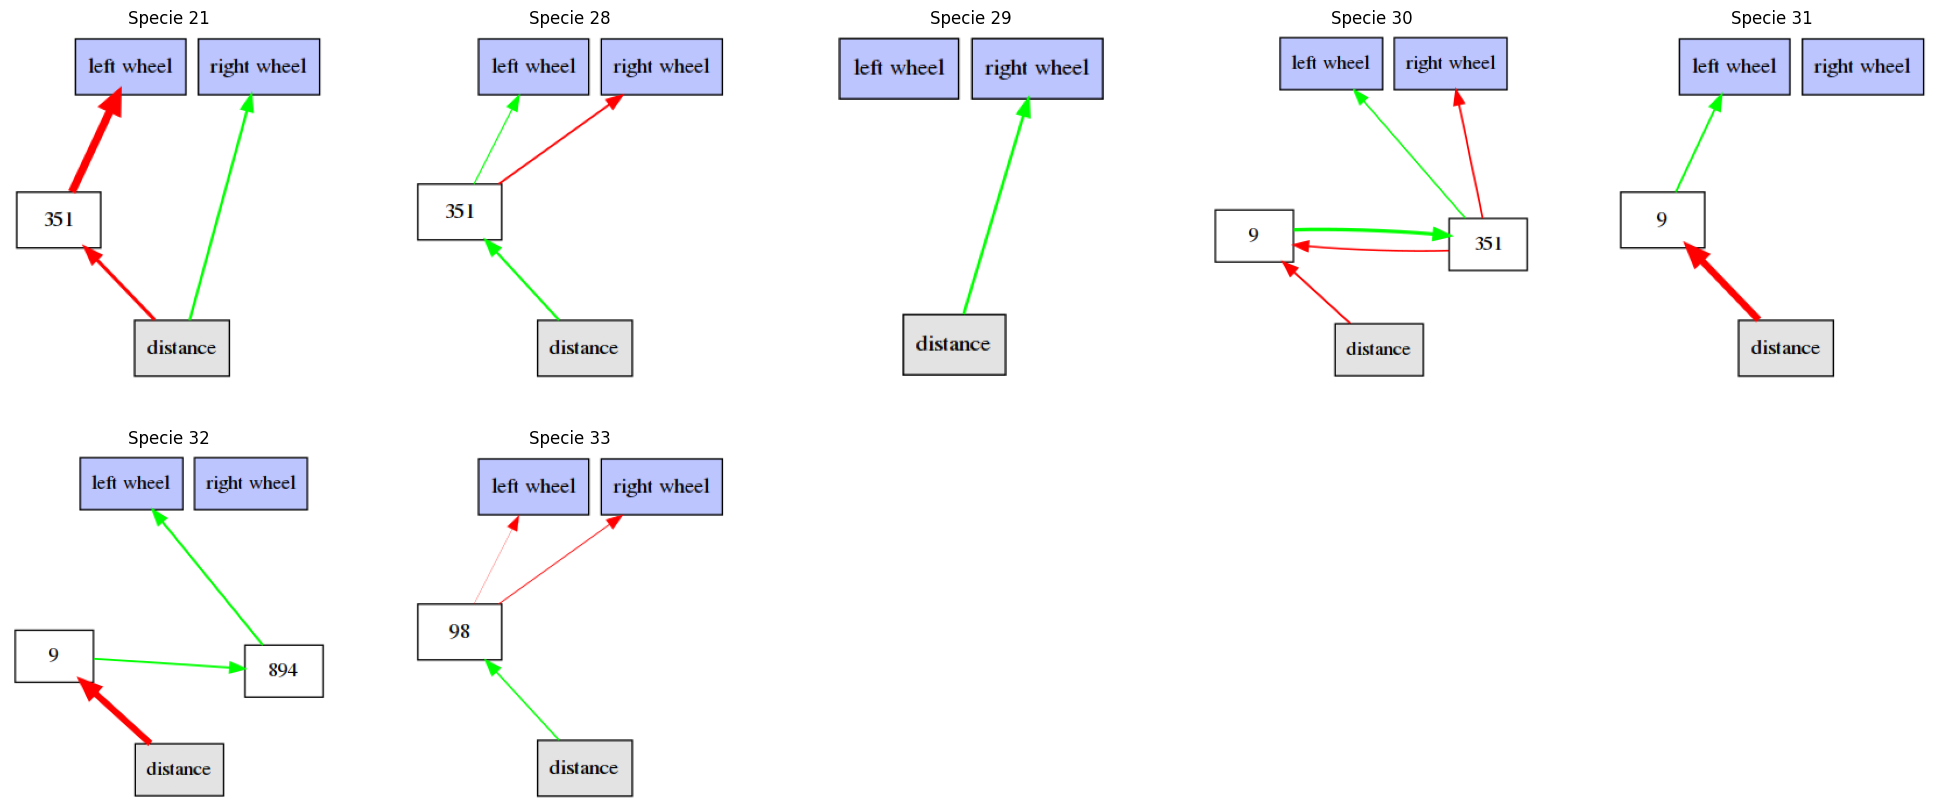 Specie 21
left wheel
right wheel
351
distance
Specie 28
left wheel
right wheel
351
distance
Specie 29
left wheel
right wheel
distance
Specie 30
left wheel
right wheel
9
351
distance
Specie 31
left wheel
right wheel
9
distance
Specie 32
left wheel
right wheel
9
894
distance
Specie 33
left wheel
right wheel
98
distance